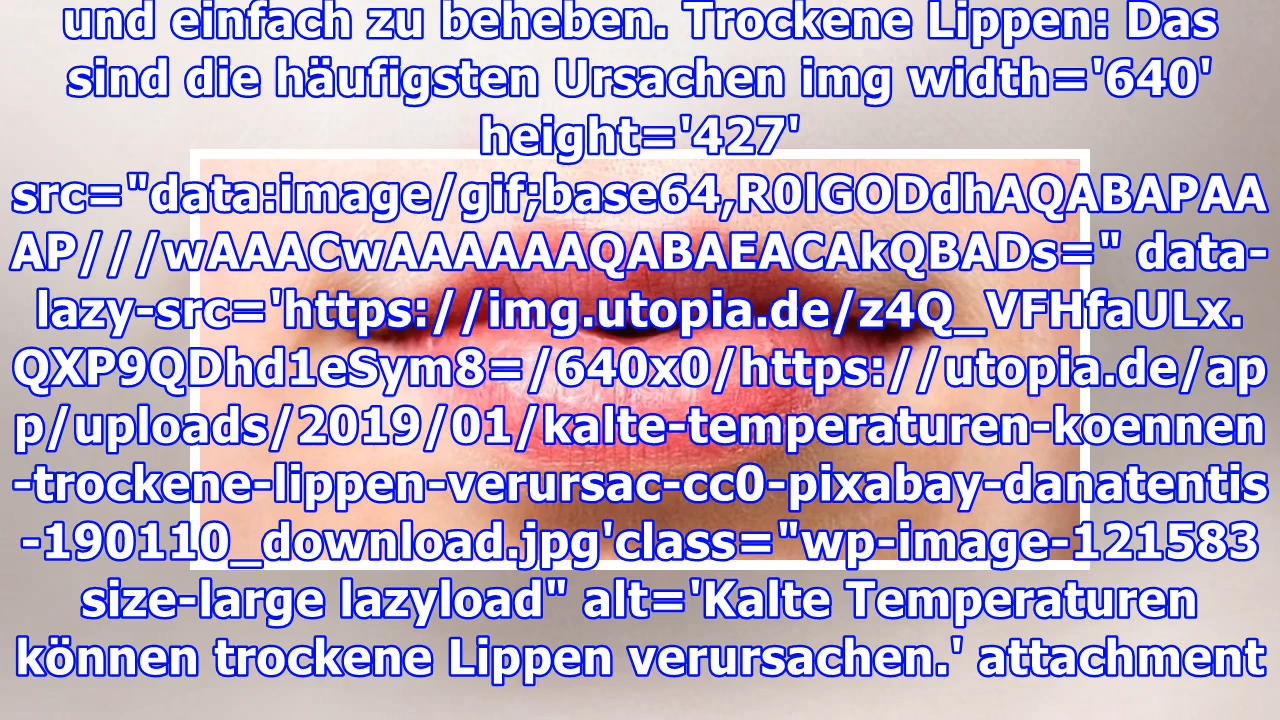 und einfach zu beheben. Trockene Lippen: Das
sind die häufigsten Ursachen img width='640'
height='427'
src="data:image/gif;base64,R0lGODdhAQABAPAA
AP///wAAACwAAAAAAQABAEACAkQBADs=" data-
lazy-src='https://img.utopia.de/z4Q_VFHfaULx.
QXP9QDhd1eSym8=/640x0/https://utopia.de/ap
p/uploads/2019/01/kalte-temperaturen-koennen
-trockene-lippen-verursac-cc0-pixabay-danatentis
-190110_download.jpg'class="wp-image-121583
size-large lazyload" alt='Kalte Temperaturen
können trockene Lippen verursachen.' attachment